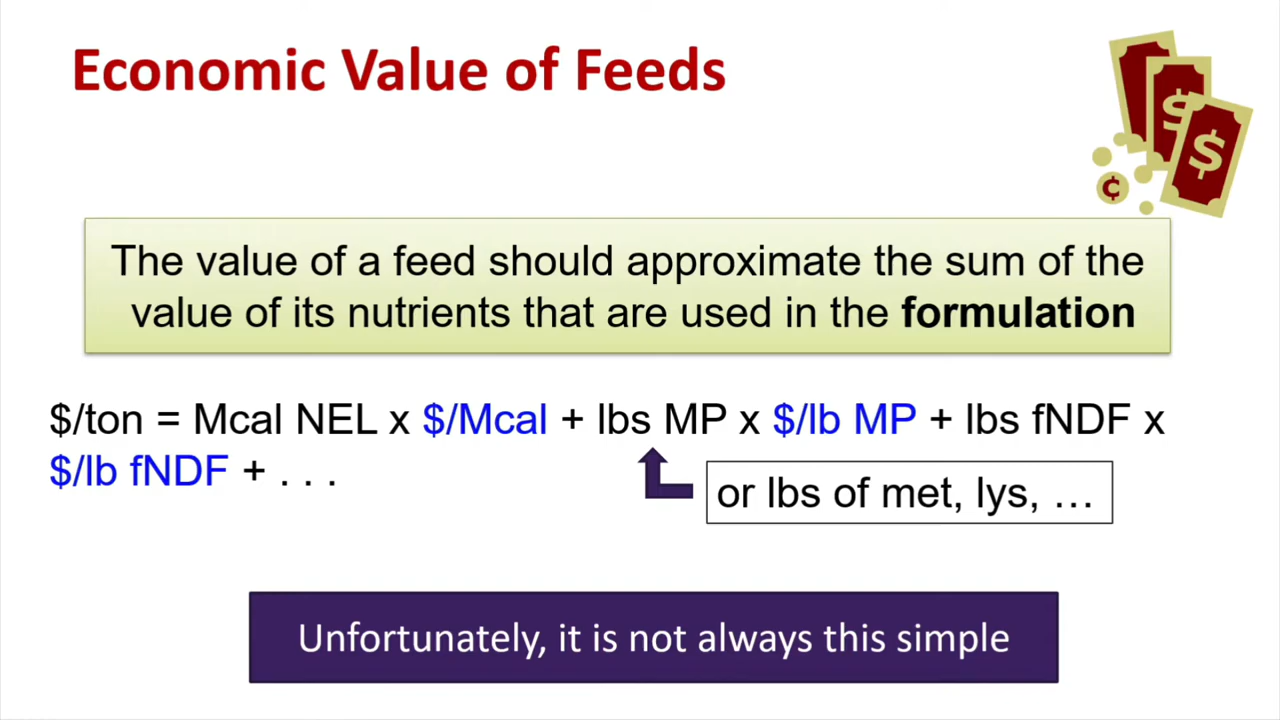 Economic Value of Feeds
$
$
¢
The value of a feed should approximate the sum of the
value of its nutrients that are used in the formulation
$/ton = Mcal NEL x $/Mcal + lbs MP x $/lb MP + lbs fNDF x
$/lb fNDF + . . .
or lbs of met, lys, …
Unfortunately, it is not always this simple